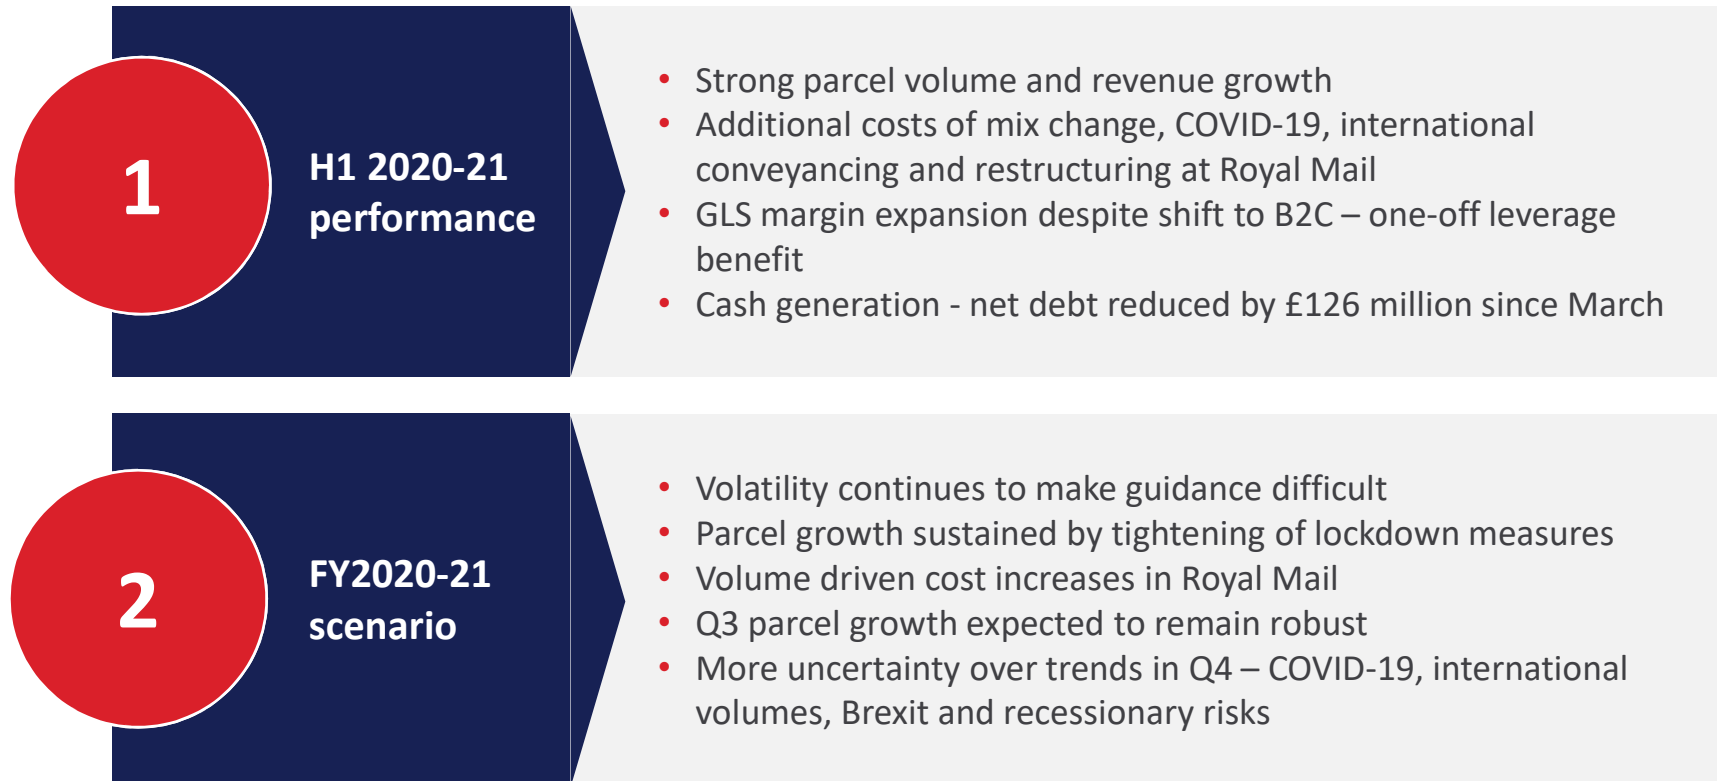 1
H1 2020-21
performance
• Strong parcel volume and revenue growth
• Additional costs of mix change, COVID-19, international
conveyancing and restructuring at Royal Mail
• GLS margin expansion despite shift to B2C – one-off leverage
benefit
• Cash generation - net debt reduced by £126 million since March
2
FY2020-21
scenario
• Volatility continues to make guidance difficult
• Parcel growth sustained by tightening of lockdown measures
• Volume driven cost increases in Royal Mail
• Q3 parcel growth expected to remain robust
• More uncertainty over trends in Q4 – COVID-19, international
volumes, Brexit and recessionary risks